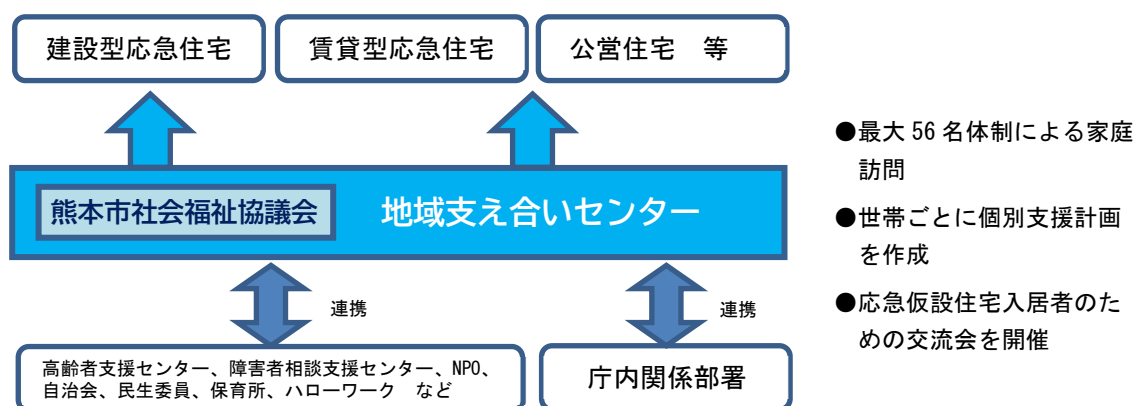 建設型応急住宅
賃貸型応急住宅
公営住宅　等
熊本市社会福祉協議会
地域支え合いセンター
連携
連携
高齢者支援センター、障害者相談支援センター、NPO、
自治会、民生委員、保育所、ハローワーク　など
庁内関係部署
●最大 56 名体制による家庭
訪問
●世帯ごとに個別支援計画
を作成
●応急仮設住宅入居者のた
めの交流会を開催